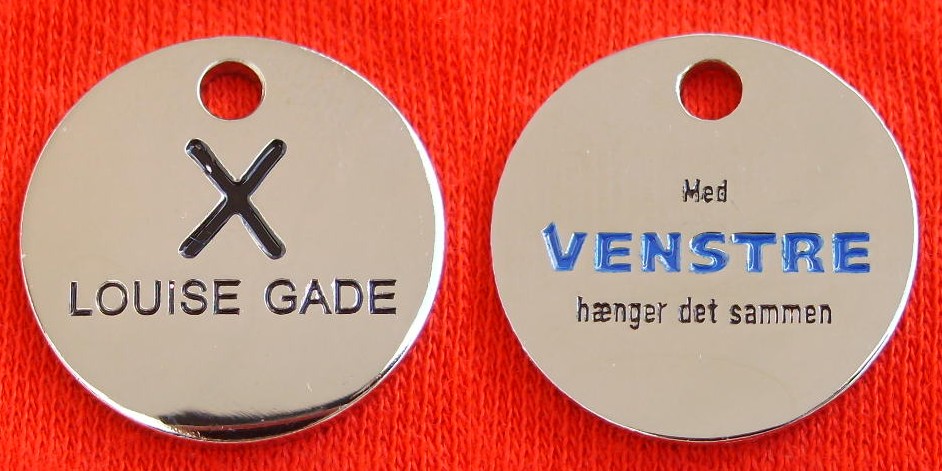 X
LOUISE GADE
Med
VENSTRE
hænger det sammen